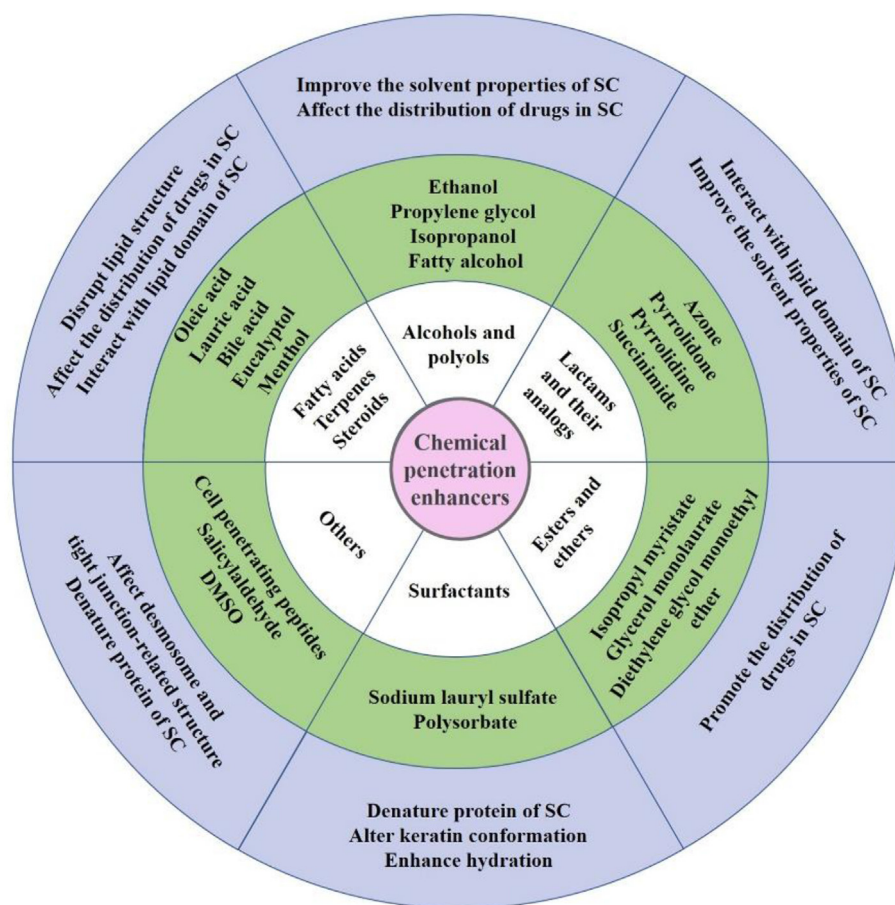 Improve the solvent properties of SC
Affect the distribution of drugs in SC
Ethanol
Propylene glycol
Isopropanol
Fatty alcohol
Alcohols and
polyols
Interact with lipid domain of SC
Improve the solvent properties of SC
Azone
Pyrrolidone
Pyrrolidine
Succinimide
Lactams
and their
analogs
Promote the distribution of
drugs in SC
Isopropyl myristate
Glycerol monolaurate
Diethylene glycol monoethyl
ether
Esters and
ethers
Surfactants
Sodium lauryl sulfate
Polysorbate
Denature protein of SC
Alter keratin conformation
Enhance hydration
Others
Cell penetrating peptides
Salicylaldehyde
DMSO
Affect desmosome and
tight junction-related structure
Denature protein of SC
Fatty acids
Terpenes
Steroids
Oleic acid
Lauric acid
Bile acid
Eucalyptol
Menthol
Disrupt lipid structure
Affect the distribution of drugs in SC
Interact with lipid domain of SC
Chemical
penetration
enhancers